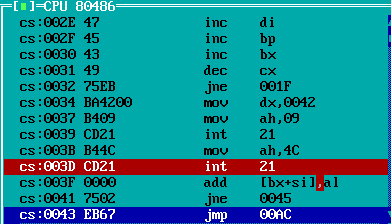 [■]=CPU 80486
cs:002E 47 inc di
cs:002F 45 inc bp
cs:0030 43 inc bx
cs:0031 49 dec cx
cs:0032 75EB jne 001F
cs:0034 BA4200 mov dx,0042
cs:0037 B409 mov ah,09
cs:0039 CD21 int 21
cs:003B B44C mov ah,4C
cs:003D CD21 int 21
cs:003F 0000 add [bx+si],al
cs:0041 7502 jne 0045
cs:0043 EB67 jmp 00AC